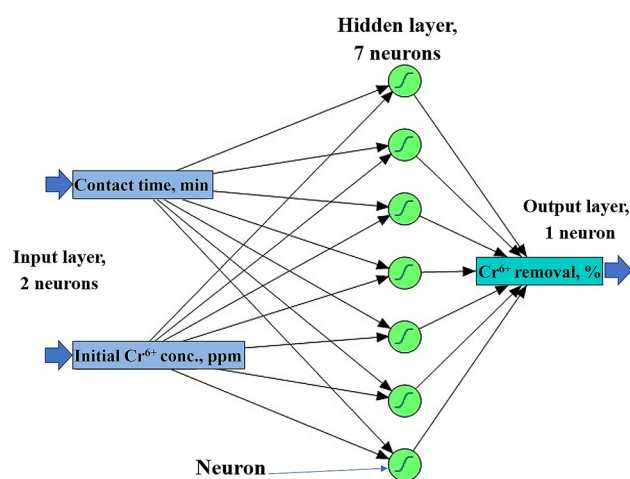 Hidden layer,
7 neurons
Contact time, min
Output layer,
1 neuron
Input layer,
2 neurons
Cr⁶⁺ removal, %
Initial Cr⁶⁺ conc., ppm
Neuron